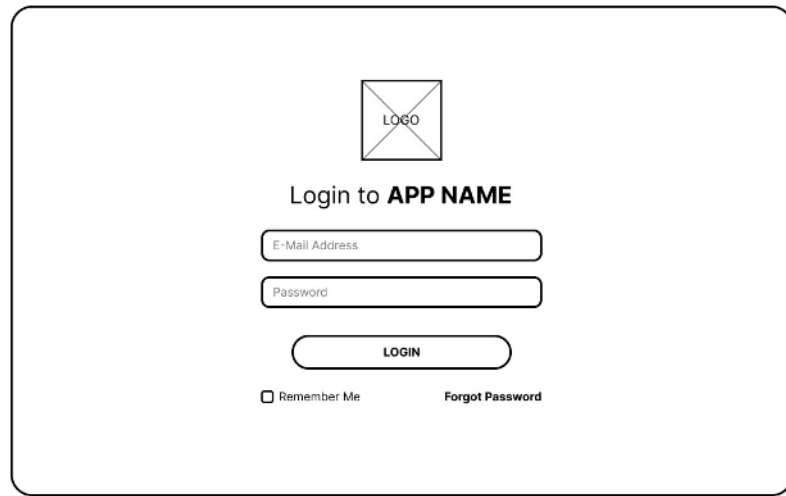 LOGO
Login to APP NAME
E-Mail Address
Password
LOGIN
Remember Me Forgot Password